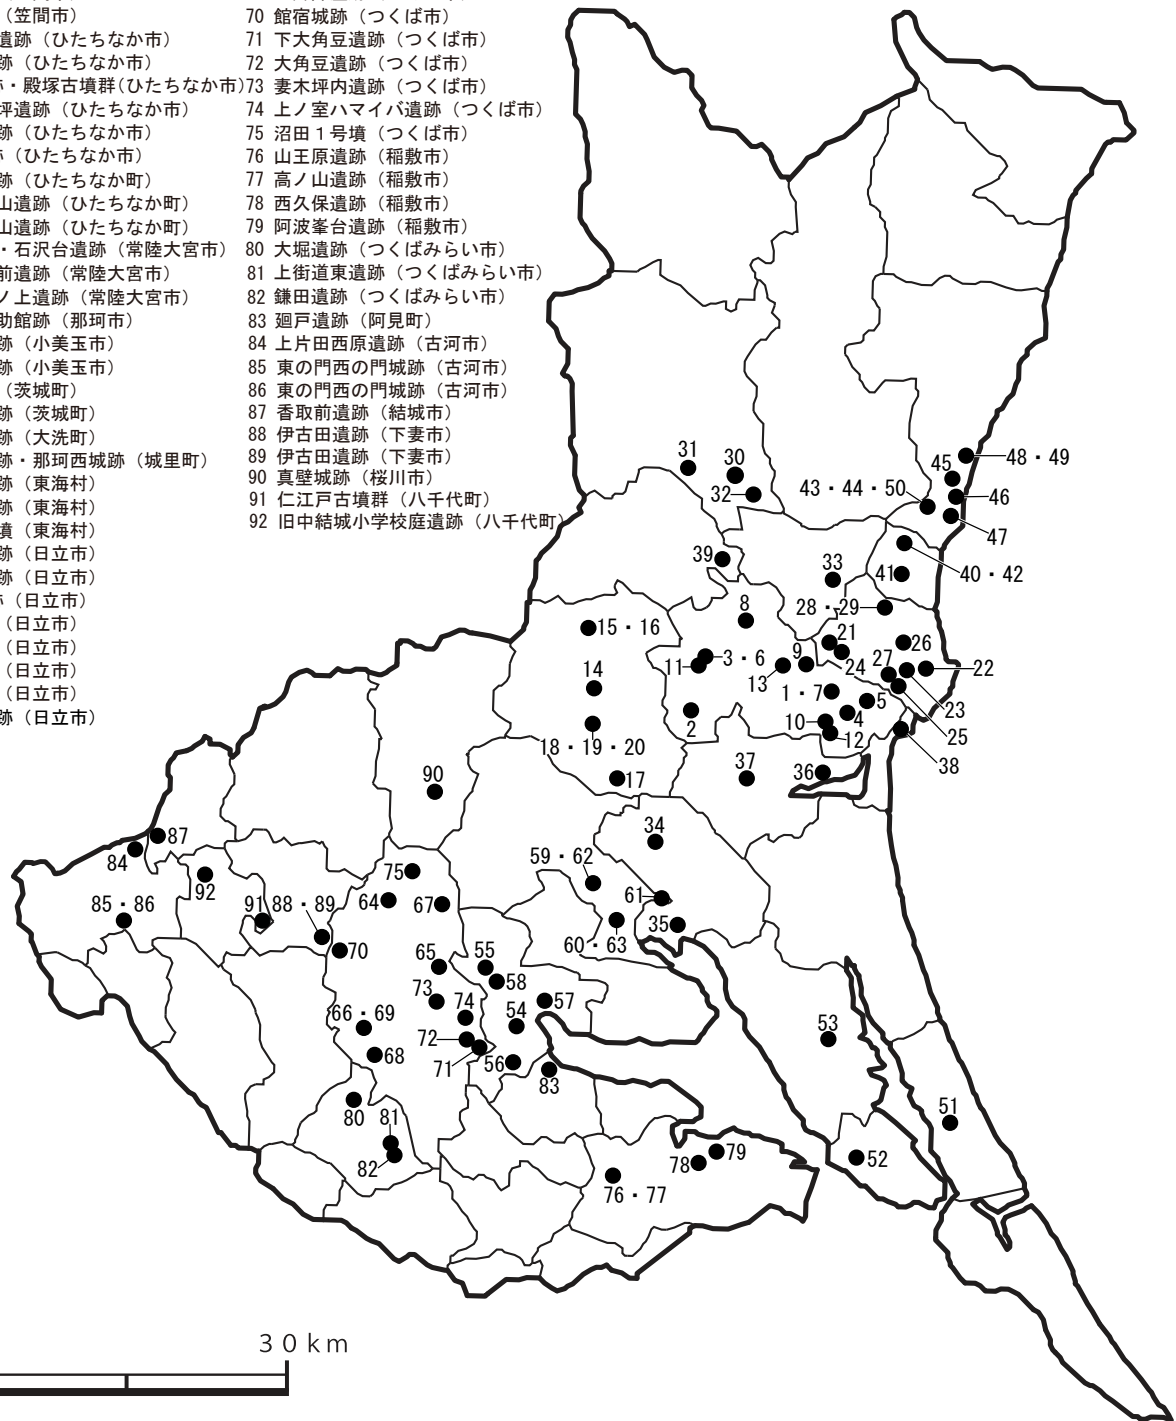 （笠間市）
遺跡（ひたちなか市）
跡（ひたちなか市）
・殿塚古墳群（ひたちなか市）
坪遺跡（ひたちなか市）
跡（ひたちなか市）
（ひたちなか市）
跡（ひたちなか町）
山遺跡（ひたちなか町）
山遺跡（ひたちなか町）
・石沢台遺跡（常陸大宮市）
前遺跡（常陸大宮市）
ノ上遺跡（常陸大宮市）
助館跡（那珂市）
跡（小美玉市）
跡（小美玉市）
（茨城町）
跡（茨城町）
跡（大洗町）
跡・那珂西城跡（城里町）
跡（東海村）
跡（東海村）
墳（東海村）
跡（日立市）
跡（日立市）
（日立市）
（日立市）
（日立市）
（日立市）
（日立市）
跡（日立市）
70 館宿城跡（つくば市）
71 下大角豆遺跡（つくば市）
72 大角豆遺跡（つくば市）
73 妻木坪内遺跡（つくば市）
74 上ノ室ハマイバ遺跡（つくば市）
75 沼田１号墳（つくば市）
76 山王原遺跡（稲敷市）
77 高ノ山遺跡（稲敷市）
78 西久保遺跡（稲敷市）
79 阿波峯台遺跡（稲敷市）
80 大堀遺跡（つくばみらい市）
81 上街道東遺跡（つくばみらい市）
82 鎌田遺跡（つくばみらい市）
83 廻戸遺跡（阿見町）
84 上片田西原遺跡（古河市）
85 東の門西の門城跡（古河市）
86 東の門西の門城跡（古河市）
87 香取前遺跡（結城市）
88 伊古田遺跡（下妻市）
89 伊古田遺跡（下妻市）
90 真壁城跡（桜川市）
91 仁江戸古墳群（八千代町）
92 旧中結城小学校庭遺跡（八千代町）
31
30
32
43・44・50
45
48・49
46
47
39
33
41
40・42
28・29
8
15・16
21
26
3・6
9
24
27
22
11
13
14
1・7
5
23
2
10
4
25
12
38
18・19・20
17
37
36
90
87
84
34
92
75
59・62
64
67
61
85・86
91
88・89
35
60・63
70
65
55
58
73
57
74
54
66・69
72
53
68
71
56
83
80
81
51
82
78
79
52
76・77
30km